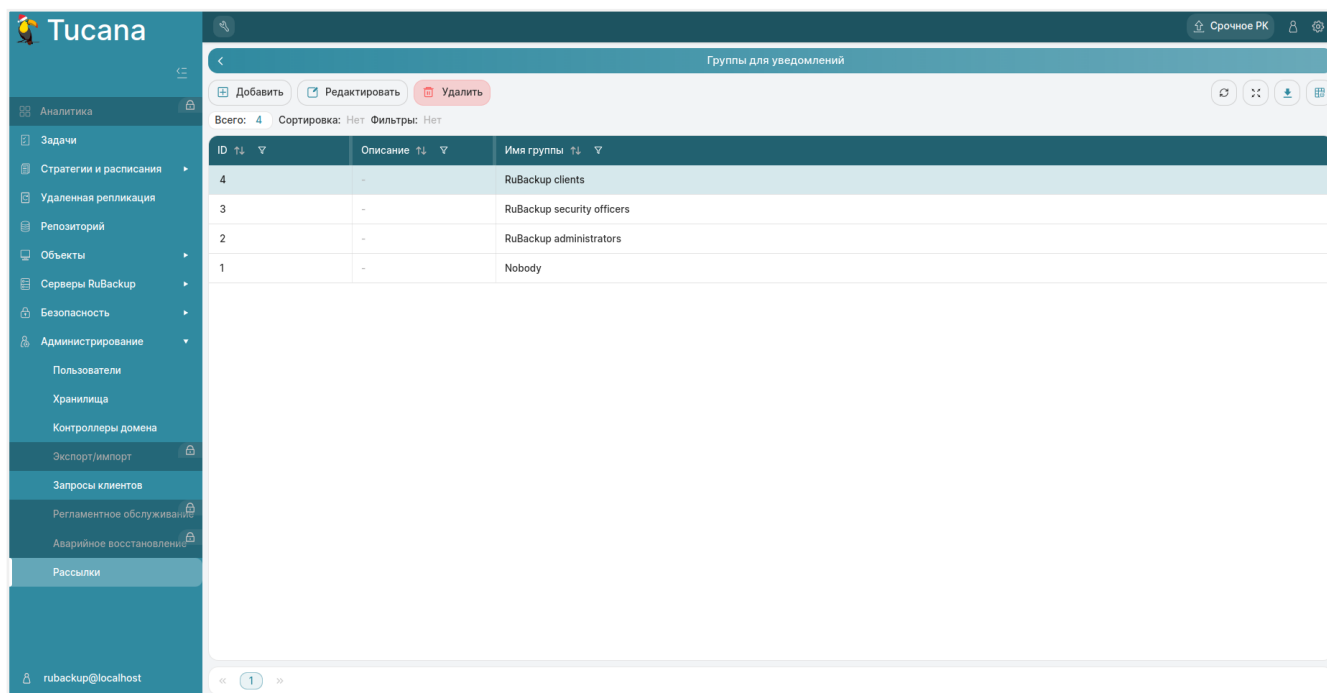 Tucana
Срочное РК
Группы для уведомлений
Добавить Редактировать Удалить
Всего: 4 Сортировка: Нет Фильтры: Нет
ID Описание Имя группы
4 - RuBackup clients
3 - RuBackup security officers
2 - RuBackup administrators
1 - Nobody
Аналитика
Задачи
Стратегии и расписания
Удаленная репликация
Репозиторий
Объекты
Серверы RuBackup
Безопасность
Администрирование
Пользователи
Хранилища
Контроллеры домена
Экспорт/импорт
Запросы клиентов
Регламентное обслуживание
Аварийное восстановление
Рассылки
rubackup@localhost
« 1 »